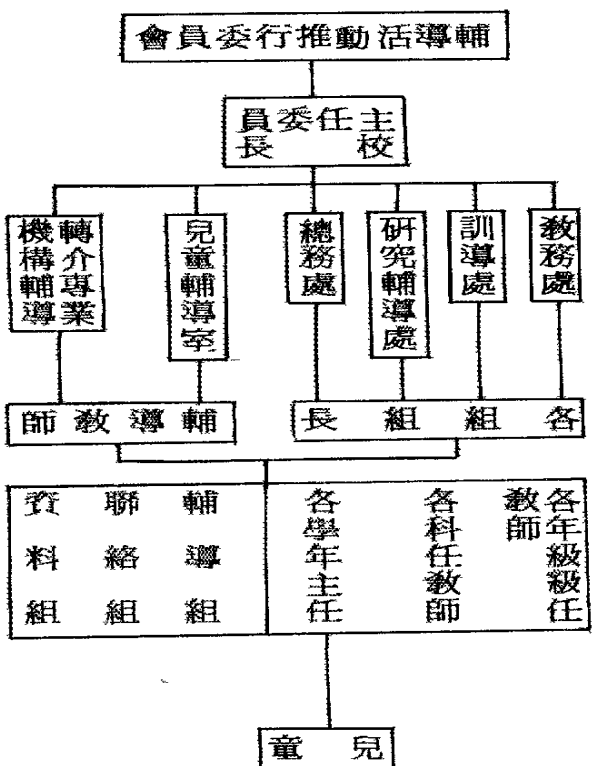 輔導活動推行委員會
主任委員
校長
教務處
訓導處
研究輔導處
總務處
兒童輔導室
轉介專業
機構輔導
各組組長
輔導教師
各年級級任
教師
各科任教師
各學年主任
輔導組
聯絡組
資料組
兒童